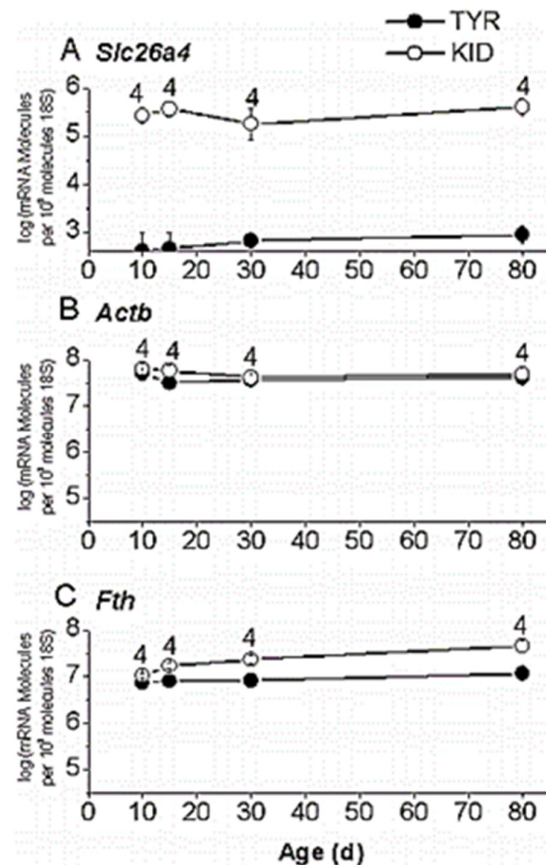 TYR
KID
A Slc26a4
log (mRNA Molecules
per 10⁹ molecules 18S)
6
5
4
3
4 4 4 4
0 10 20 30 40 50 60 70 80
B Actb
log (mRNA Molecules
per 10⁹ molecules 18S)
8
7
6
5
4 4 4 4
0 10 20 30 40 50 60 70 80
C Fth
log (mRNA Molecules
per 10⁹ molecules 18S)
8
7
6
5
4 4 4 4
0 10 20 30 40 50 60 70 80
Age (d)